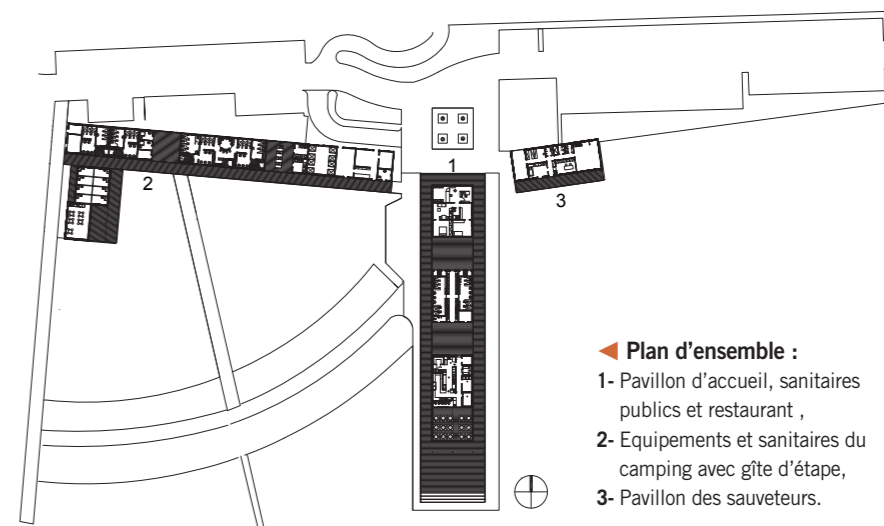 1
2
3
◀ Plan d’ensemble :
1- Pavillon d’accueil, sanitaires
publics et restaurant ,
2- Equipements et sanitaires du
camping avec gîte d’étape,
3- Pavillon des sauveteurs.